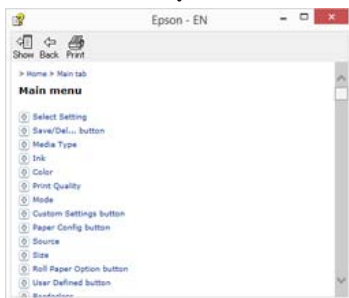 Epson - EN
Show Back Print
> Home > Main tab
Main menu
Select Setting
Save/Del... button
Media Type
Ink
Color
Print Quality
Mode
Custom Settings button
Paper Config button
Source
Size
Roll Paper Option button
User Defined button
Borderless